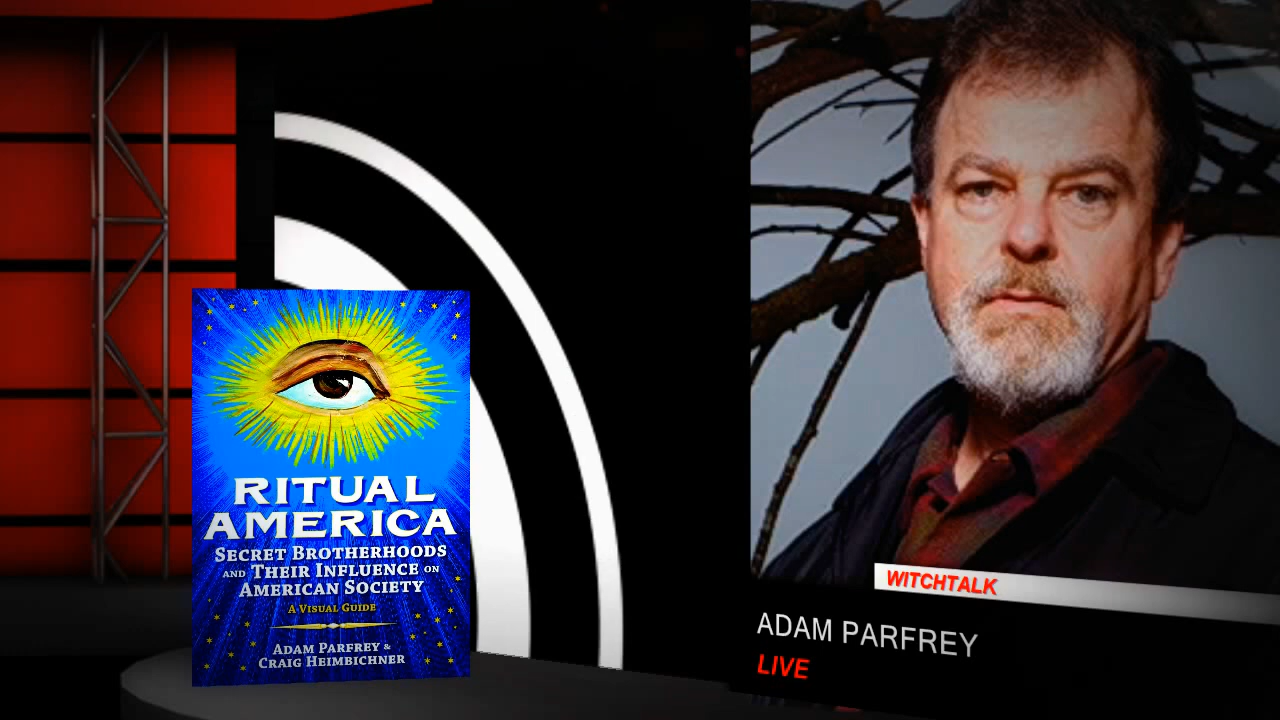 RITUAL
AMERICA
SECRET BROTHERHOODS
AND THEIR INFLUENCE ON
AMERICAN SOCIETY
A VISUAL GUIDE
ADAM PARFREY &
CRAIG HEIMBICHNER
WITCHTALK
ADAM PARFREY
LIVE